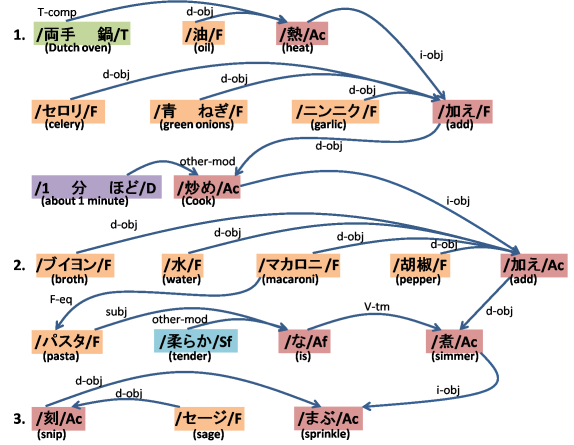 T-comp d-obj
1. /両手 鍋/T /油/F /熱/Ac
(Dutch oven) (oil) (heat)
i-obj
d-obj d-obj d-obj
/セロリ/F /青 ねぎ/F /ニンニク/F /加え/F
(celery) (green onions) (garlic) (add)
d-obj
other-mod
/1 分 ほど/D /炒め/Ac
(about 1 minute) (Cook)
i-obj
d-obj d-obj d-obj d-obj
2. /ブイヨン/F /水/F /マカロニ/F /胡椒/F /加え/Ac
(broth) (water) (macaroni) (pepper) (add)
F-eq subj other-mod V-tm d-obj
/パスタ/F /柔らか/Sf /な/Af /煮/Ac
(pasta) (tender) (is) (simmer)
d-obj d-obj i-obj
3. /刻/Ac /セージ/F /まぶ/Ac
(snip) (sage) (sprinkle)